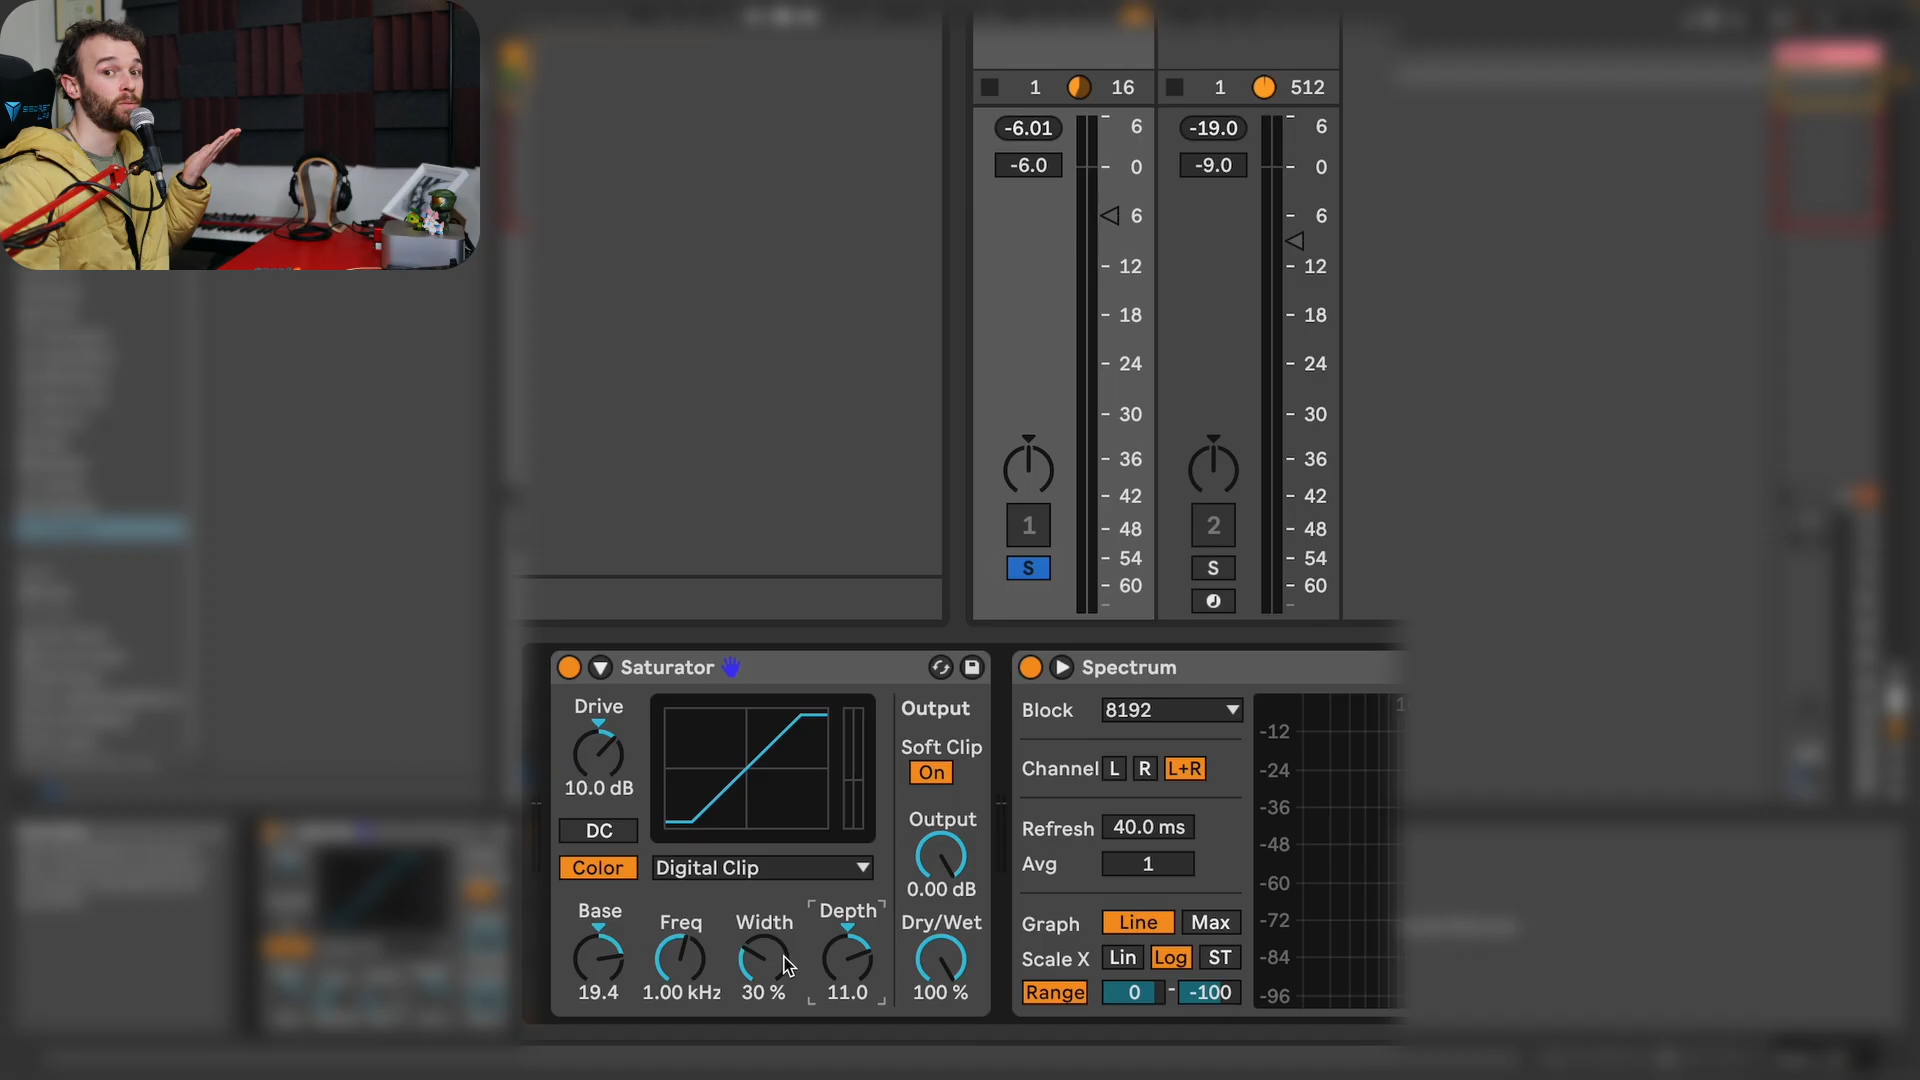 SECRET
LAB
1 16 1 512
-6.01 6 -19.0 6
-6.0 0 -9.0 0
6 6
12 12
18 18
24 24
30 30
36 36
42 42
1 48 2 48
S 54 S 54
60 60
Saturator
Drive
10.0 dB
DC
Color
Digital Clip
Base
19.4
Freq
1.00 kHz
Width
30 %
Depth
11.0
Output
Soft Clip
On
Output
0.00 dB
Dry/Wet
100 %
Spectrum
Block 8192
Channel L R L+R
Refresh 40.0 ms
Avg 1
Graph Line Max
Scale X Lin Log ST
Range 0 - -100
-12
-24
-36
-48
-60
-72
-84
-96